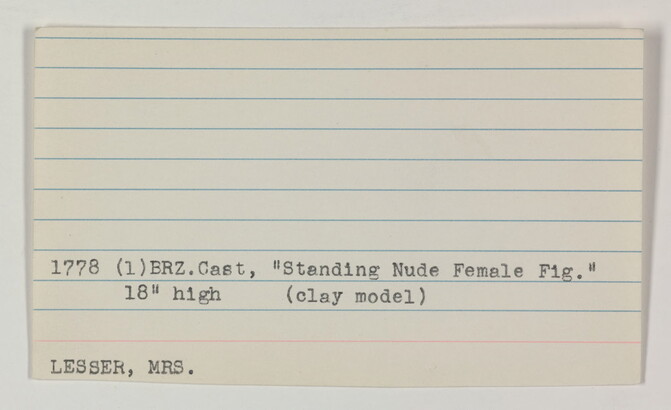 1778 (1)BRZ.Cast, "Standing Nude Female Fig."
18" high (clay model)
LESSER, MRS.